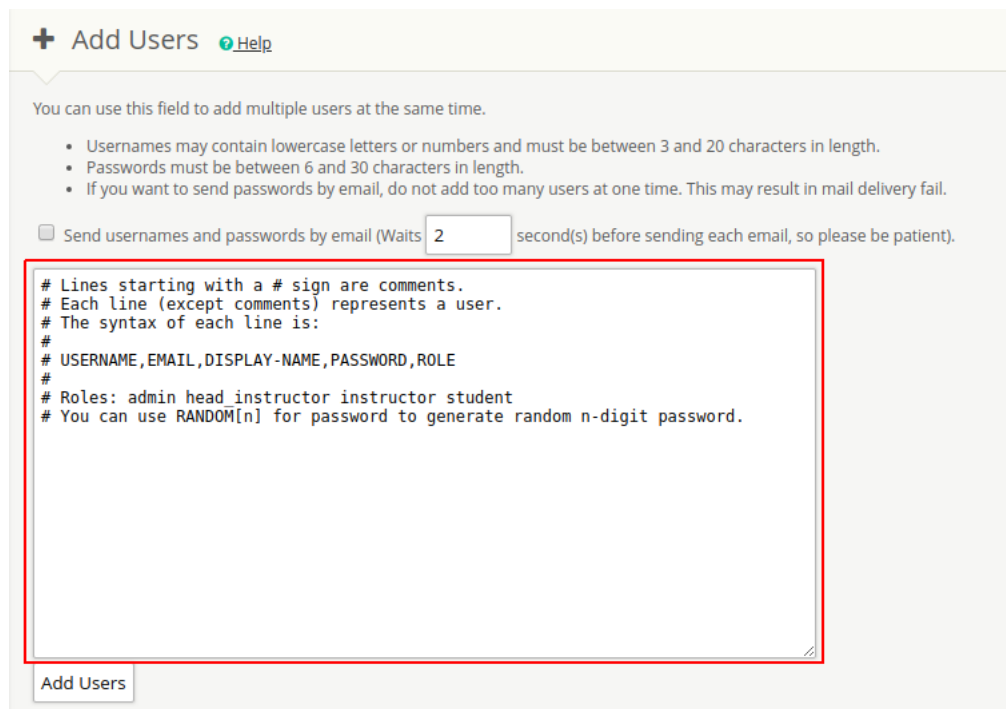 Add Users Help
You can use this field to add multiple users at the same time.
Usernames may contain lowercase letters or numbers and must be between 3 and 20 characters in length.
Passwords must be between 6 and 30 characters in length.
If you want to send passwords by email, do not add too many users at one time. This may result in mail delivery fail.
Send usernames and passwords by email (Waits 2 second(s) before sending each email, so please be patient).
# Lines starting with a # sign are comments.
# Each line (except comments) represents a user.
# The syntax of each line is:
#
# USERNAME,EMAIL,DISPLAY-NAME,PASSWORD,ROLE
#
# Roles: admin head_instructor instructor student
# You can use RANDOM[n] for password to generate random n-digit password.
Add Users